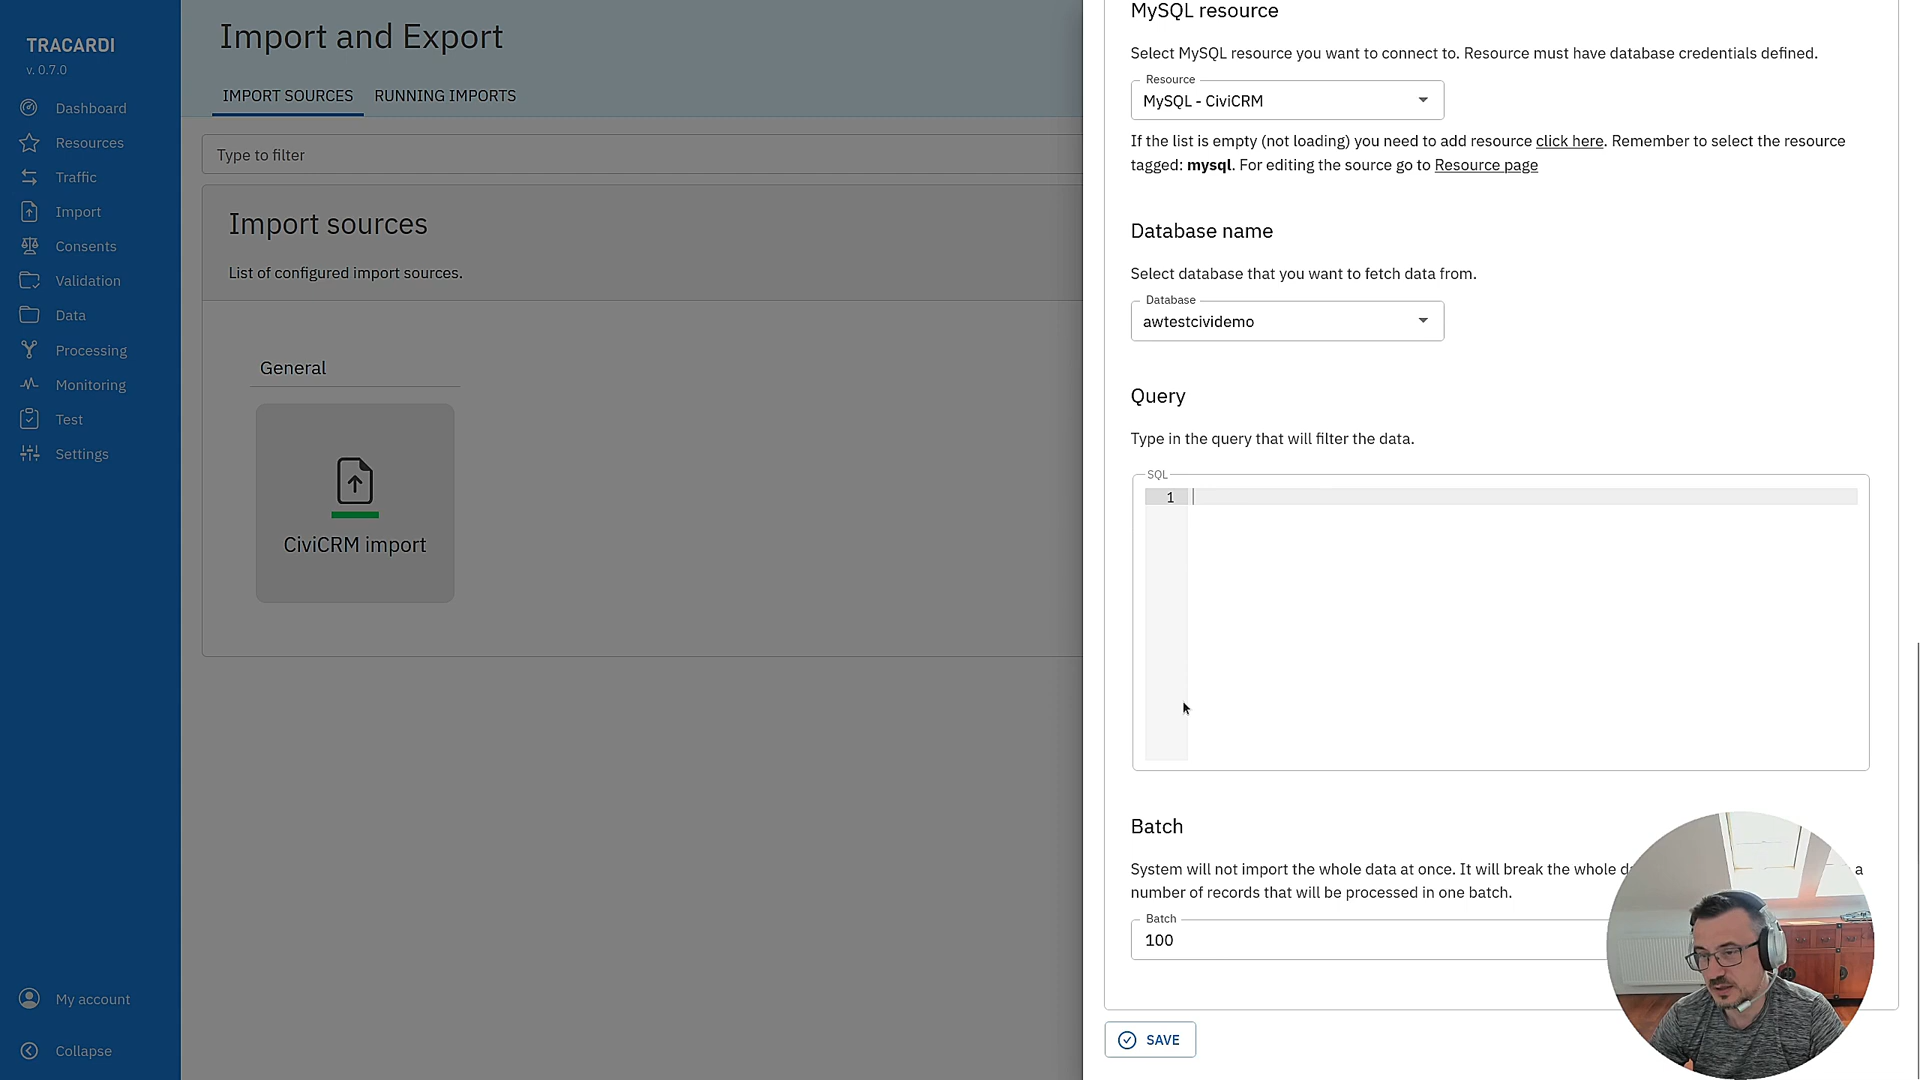 TRACARDI
v. 0.7.0
Dashboard
Resources
Traffic
Import
Consents
Validation
Data
Processing
Monitoring
Test
Settings
My account
Collapse
Import and Export
IMPORT SOURCES
RUNNING IMPORTS
Type to filter
Import sources
List of configured import sources.
General
CiviCRM import
MySQL resource
Select MySQL resource you want to connect to. Resource must have database credentials defined.
Resource
MySQL - CiviCRM
If the list is empty (not loading) you need to add resource click here. Remember to select the resource
tagged: mysql. For editing the source go to Resource page
Database name
Select database that you want to fetch data from.
Database
awtestcividemo
Query
Type in the query that will filter the data.
SQL
1
Batch
System will not import the whole data at once. It will break the whole d
a
number of records that will be processed in one batch.
Batch
100
SAVE